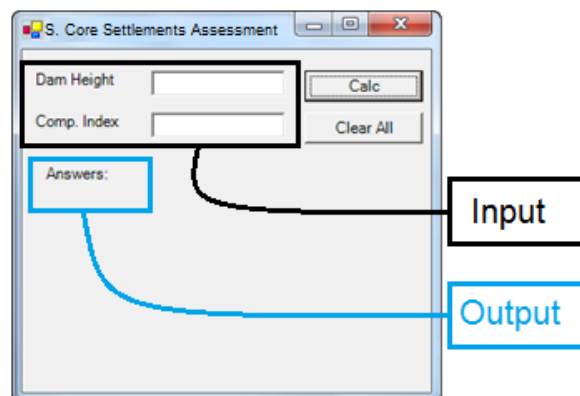 S. Core Settlements Assessment
Dam Height
Calc
Comp. Index
Clear All
Answers:
Input
Output